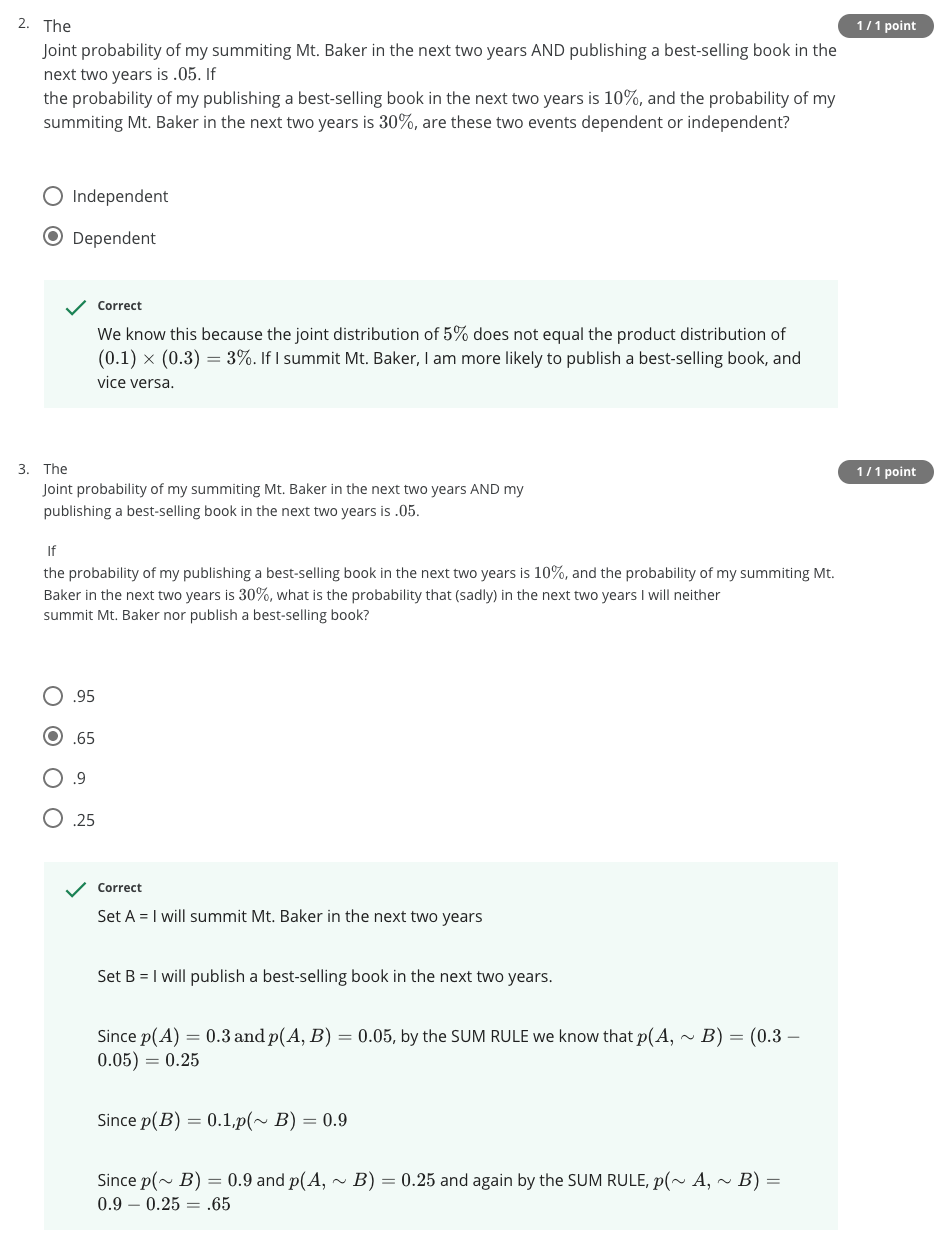 2. The
1 / 1 point
Joint probability of my summiting Mt. Baker in the next two years AND publishing a best-selling book in the
next two years is .05. If
the probability of my publishing a best-selling book in the next two years is 10%, and the probability of my
summiting Mt. Baker in the next two years is 30%, are these two events dependent or independent?
Independent
Dependent
Correct
We know this because the joint distribution of 5% does not equal the product distribution of
(0.1) × (0.3) = 3%. If I summit Mt. Baker, I am more likely to publish a best-selling book, and
vice versa.
3. The
1 / 1 point
Joint probability of my summiting Mt. Baker in the next two years AND my
publishing a best-selling book in the next two years is .05.
If
the probability of my publishing a best-selling book in the next two years is 10%, and the probability of my summiting Mt.
Baker in the next two years is 30%, what is the probability that (sadly) in the next two years I will neither
summit Mt. Baker nor publish a best-selling book?
.95
.65
.9
.25
Correct
Set A = I will summit Mt. Baker in the next two years
Set B = I will publish a best-selling book in the next two years.
Since p(A) = 0.3 and p(A, B) = 0.05, by the SUM RULE we know that p(A, ∼ B) = (0.3 −
0.05) = 0.25
Since p(B) = 0.1,p(∼ B) = 0.9
Since p(∼ B) = 0.9 and p(A, ∼ B) = 0.25 and again by the SUM RULE, p(∼ A, ∼ B) =
0.9 − 0.25 = .65